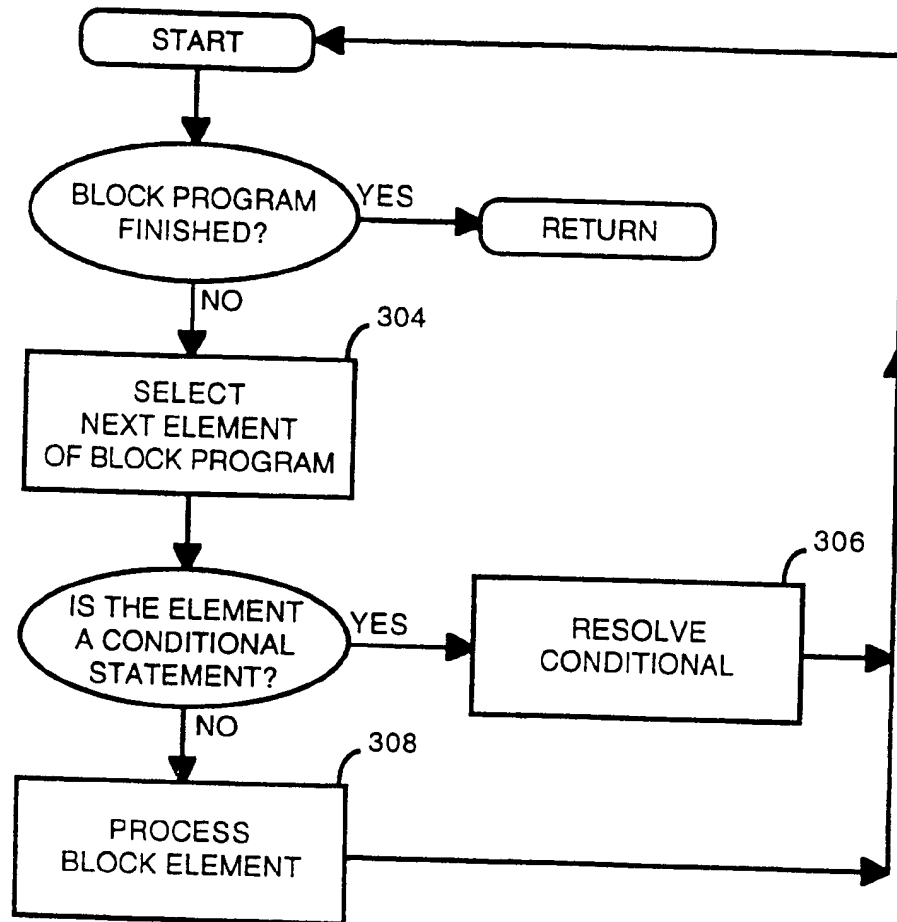 START
BLOCK PROGRAM
FINISHED?
YES
RETURN
NO
304
SELECT
NEXT ELEMENT
OF BLOCK PROGRAM
IS THE ELEMENT
A CONDITIONAL
STATEMENT?
YES
306
RESOLVE
CONDITIONAL
NO
308
PROCESS
BLOCK ELEMENT